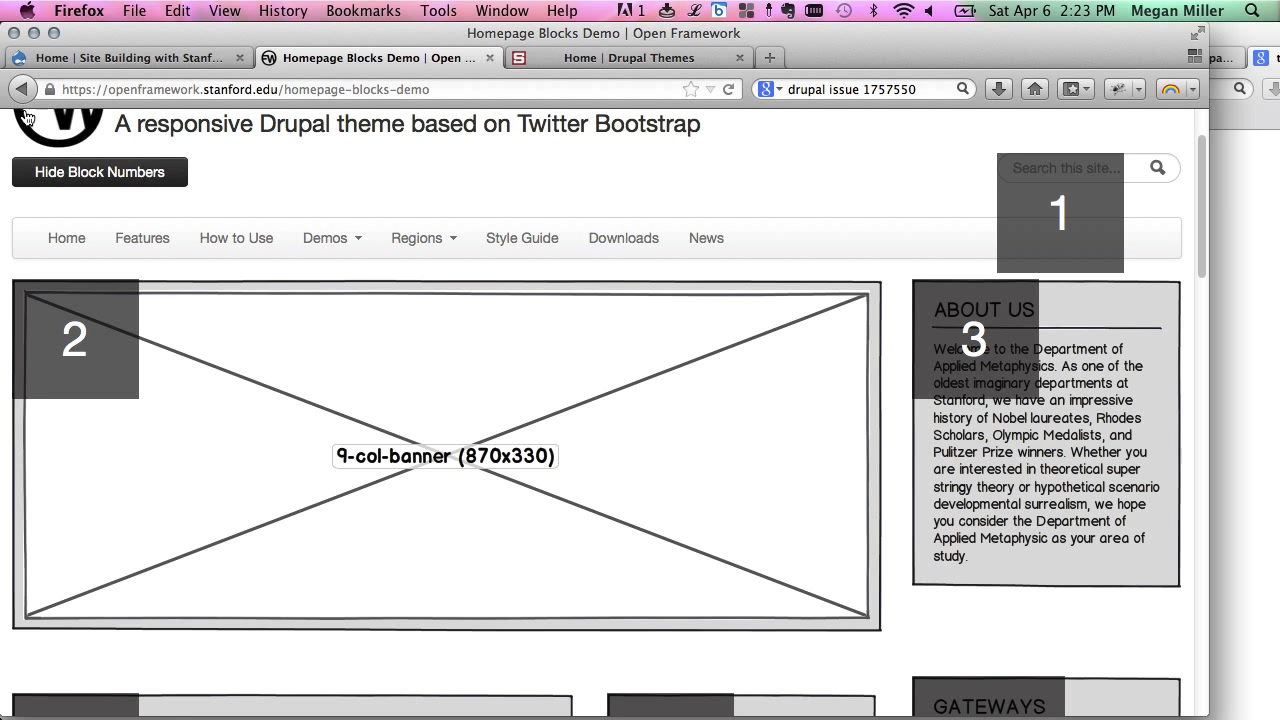 Firefox File Edit View History Bookmarks Tools Window Help 1 Sat Apr 6 2:23 PM Megan Miller
Homepage Blocks Demo | Open Framework
Home | Site Building with Stanf... Homepage Blocks Demo | Open ... Home | Drupal Themes
https://openframework.stanford.edu/homepage-blocks-demo drupal issue 1757550
A responsive Drupal theme based on Twitter Bootstrap
Hide Block Numbers
Search this site...
1
Home Features How to Use Demos Regions Style Guide Downloads News
2
9-col-banner (870x330)
ABOUT US
3
Welcome to the Department of
Applied Metaphysics. As one of the
oldest imaginary departments at
Stanford, we have an impressive
history of Nobel laureates, Rhodes
Scholars, Olympic Medalists, and
Pulitzer Prize winners. Whether you
are interested in theoretical super
stringy theory or hypothetical scenario
developmental surrealism, we hope
you consider the Department of
Applied Metaphysic as your area of
study.
GATEWAYS